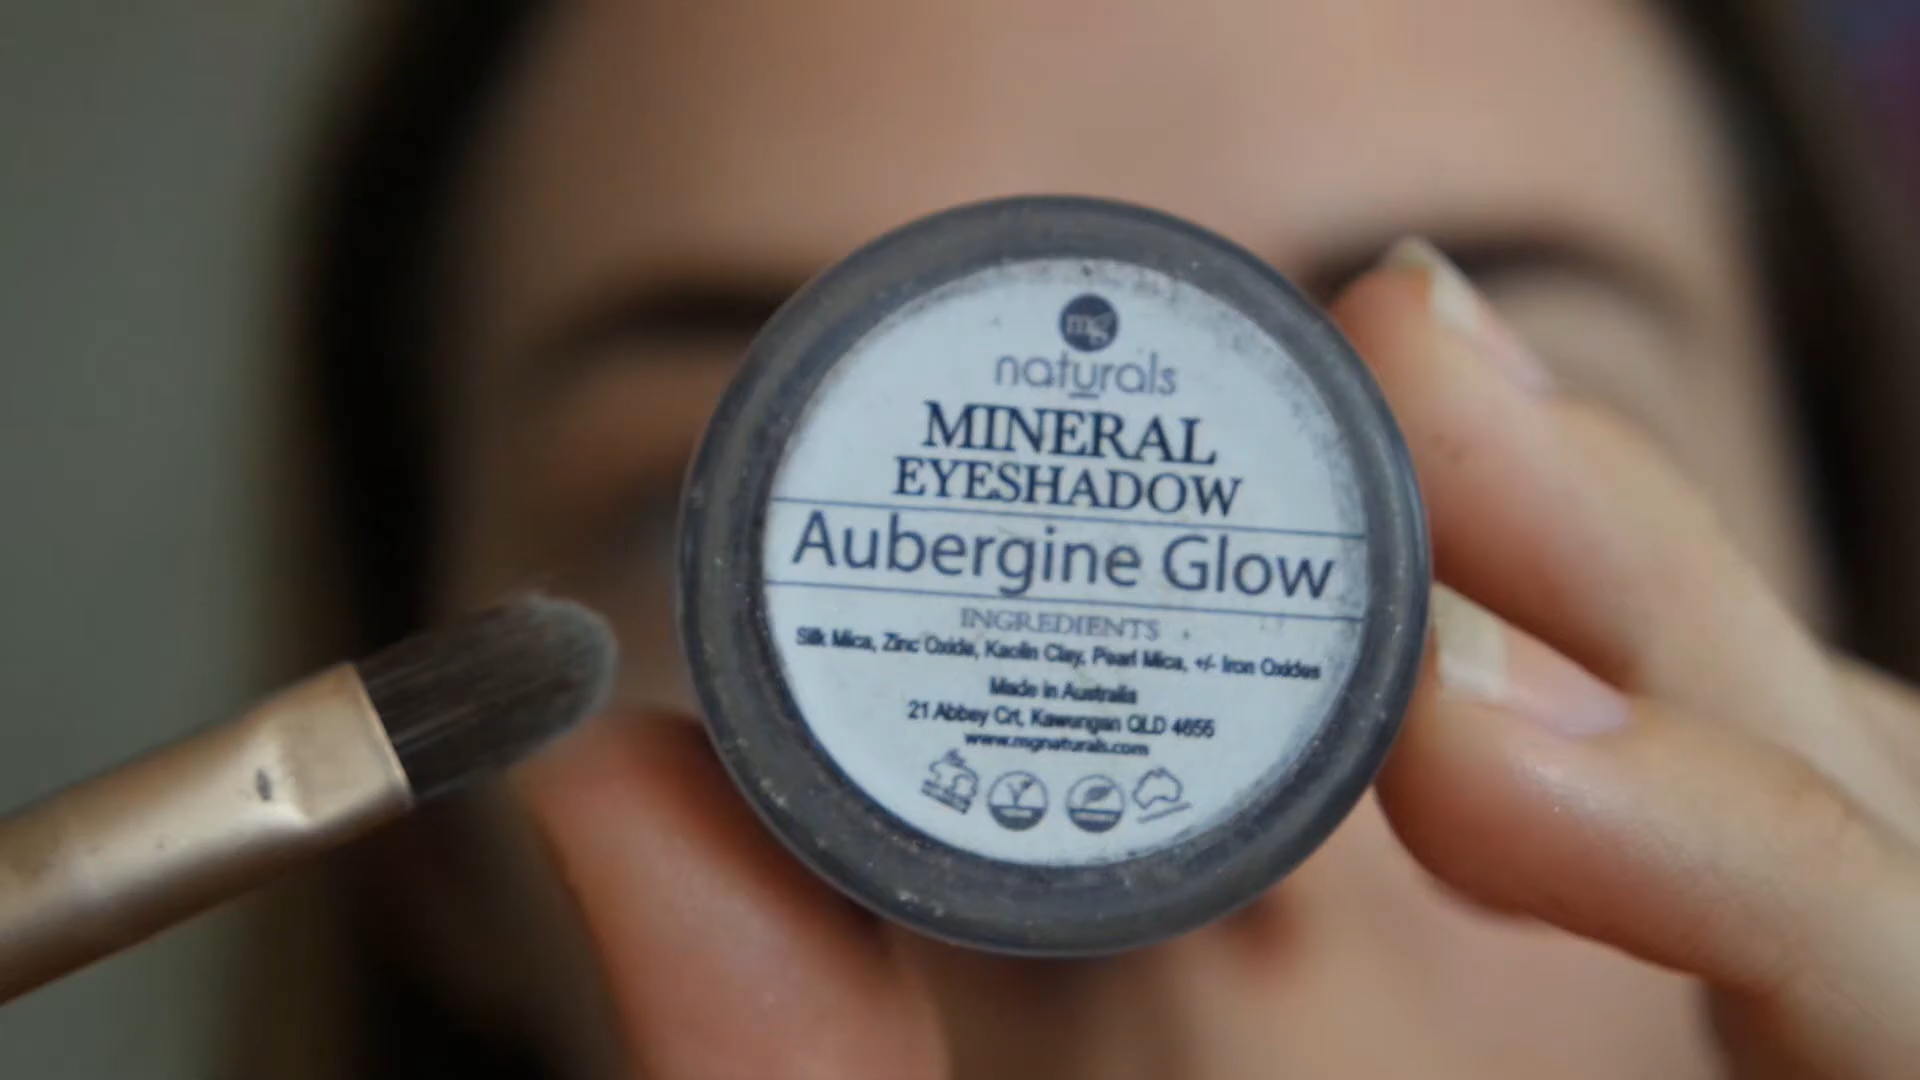 mg
naturals
MINERAL
EYESHADOW
Aubergine Glow
INGREDIENTS
Silk Mica, Zinc Oxide, Kaolin Clay, Pearl Mica, +/- Iron Oxides
Made in Australia
21 Abbey Crt, Kawungan QLD 4655
www.mgnaturals.com